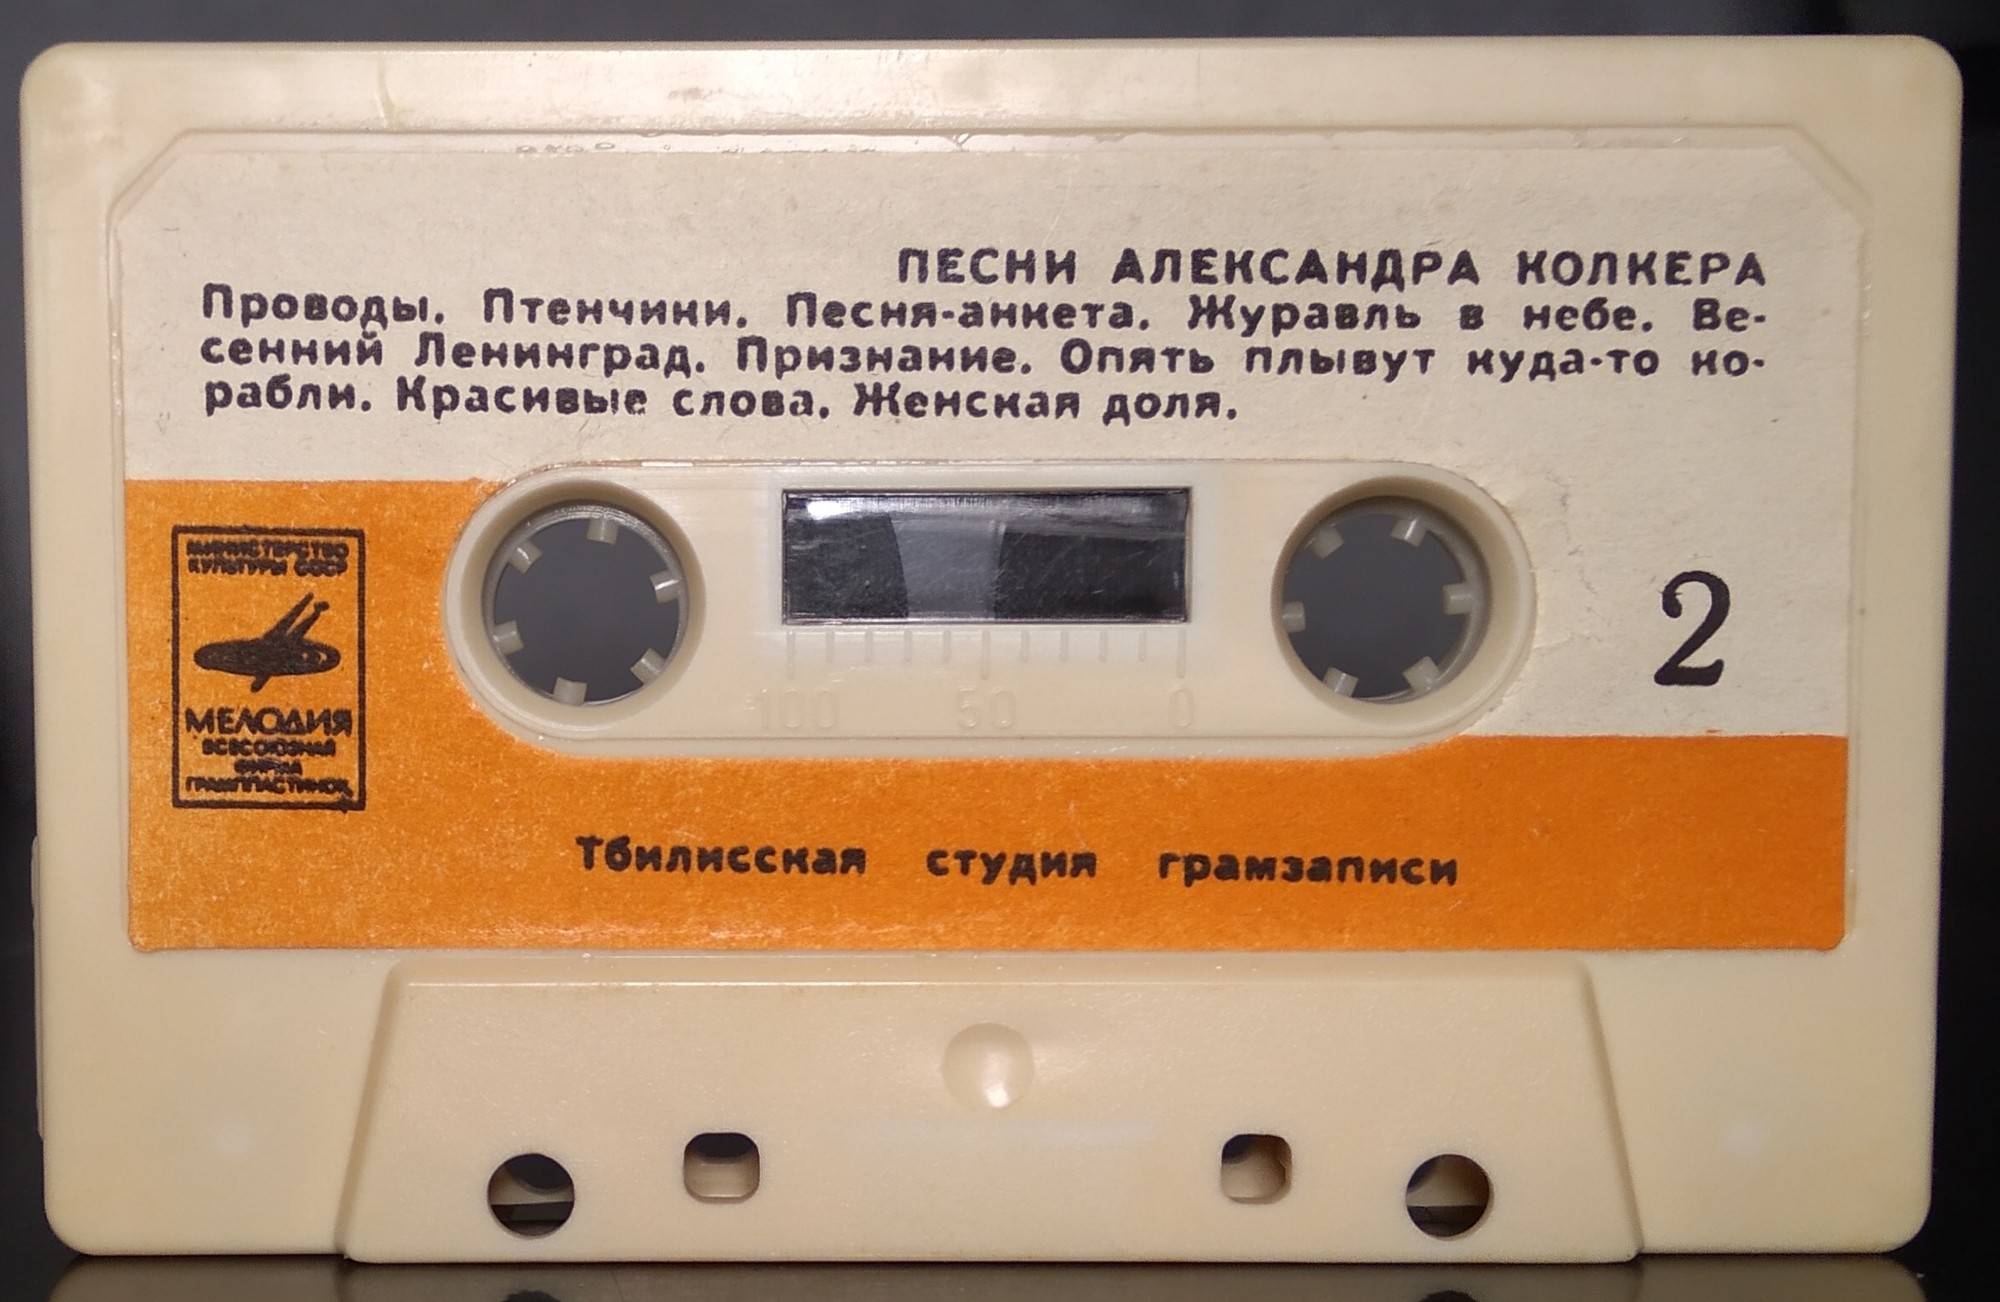 ПЕСНИ АЛЕКСАНДРА КОЛКЕРА
Проводы. Птенчики. Песня-анкета. Журавль в небе. Ве-
сенний Ленинград. Признание. Опять плывут куда-то ко-
рабли. Красивые слова. Женская доля.
МИНИСТЕРСТВО
КУЛЬТУРЫ СССР
МЕЛОДИЯ
ВСЕСОЮЗНАЯ
ФИРМА
ГРАМПЛАСТИНОК
100 50 0
2
Тбилисская студия грамзаписи